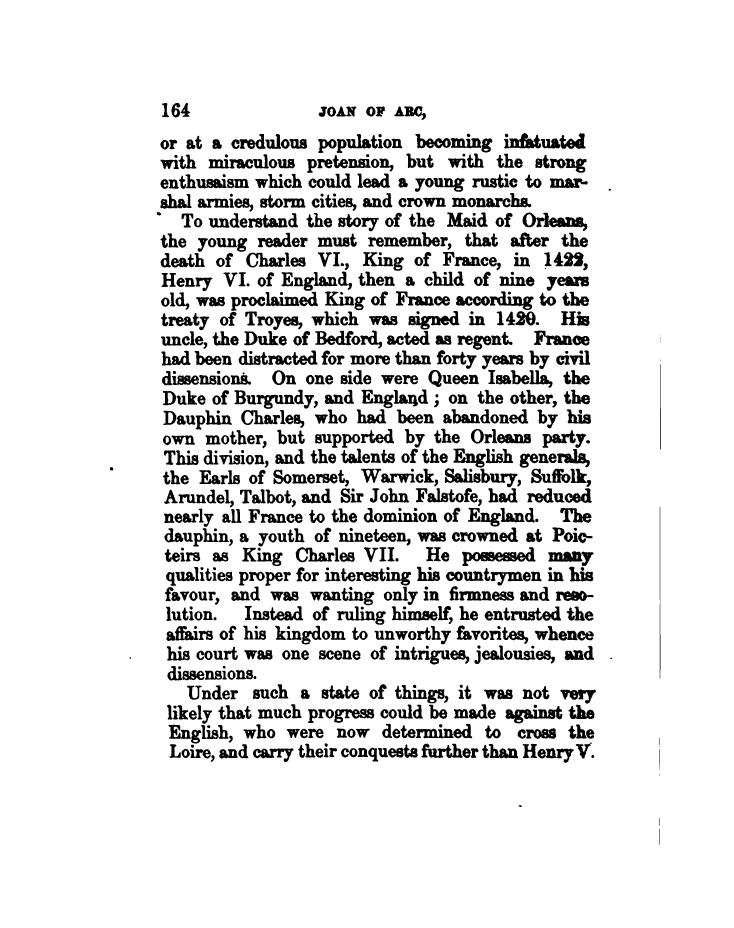 164 JOAN OF ARC,
or at a credulous population becoming infatuated
with miraculous pretension, but with the strong
enthusaism which could lead a young rustic to mar-
shal armies, storm cities, and crown monarchs.
To understand the story of the Maid of Orleans,
the young reader must remember, that after the
death of Charles VI., King of France, in 1422,
Henry VI. of England, then a child of nine years
old, was proclaimed King of France according to the
treaty of Troyes, which was signed in 1420. His
uncle, the Duke of Bedford, acted as regent. France
had been distracted for more than forty years by civil
dissensions. On one side were Queen Isabella, the
Duke of Burgundy, and England ; on the other, the
Dauphin Charles, who had been abandoned by his
own mother, but supported by the Orleans party.
This division, and the talents of the English generals,
the Earls of Somerset, Warwick, Salisbury, Suffolk,
Arundel, Talbot, and Sir John Falstofe, had reduced
nearly all France to the dominion of England. The
dauphin, a youth of nineteen, was crowned at Poic-
teirs as King Charles VII. He possessed many
qualities proper for interesting his countrymen in his
favour, and was wanting only in firmness and reso-
lution. Instead of ruling himself, he entrusted the
affairs of his kingdom to unworthy favorites, whence
his court was one scene of intrigues, jealousies, and
dissensions.
Under such a state of things, it was not very
likely that much progress could be made against the
English, who were now determined to cross the
Loire, and carry their conquests further than Henry V.